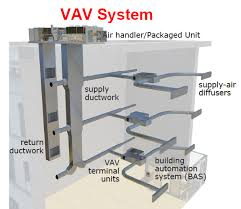 VAV System
Air handler/Packaged Unit
supply
ductwork
supply-air
diffusers
return
ductwork
VAV
terminal
units
building
automation
system (BAS)